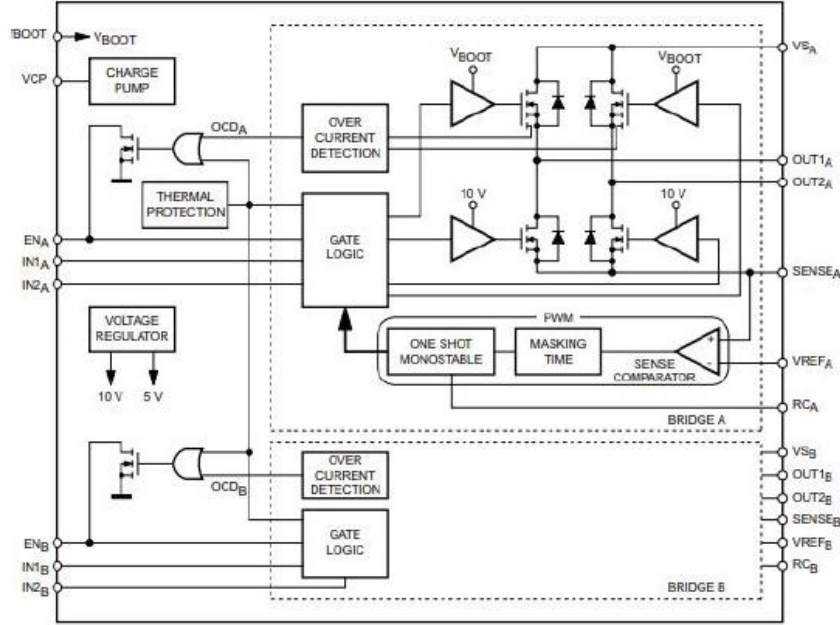 VBOOT
VBOOT
VCP
CHARGE
PUMP
OCDA
OVER
CURRENT
DETECTION
VBOOT
VBOOT
VSA
OUT1A
OUT2A
THERMAL
PROTECTION
GATE
LOGIC
10 V
10 V
ENA
IN1A
IN2A
SENSEA
VOLTAGE
REGULATOR
10 V
5 V
PWM
ONE SHOT
MONOSTABLE
MASKING
TIME
+
-
SENSE
COMPARATOR
VREFA
RCA
BRIDGE A
OCDB
OVER
CURRENT
DETECTION
VSB
OUT1B
OUT2B
SENSEB
VREFB
RCB
GATE
LOGIC
ENB
IN1B
IN2B
BRIDGE B